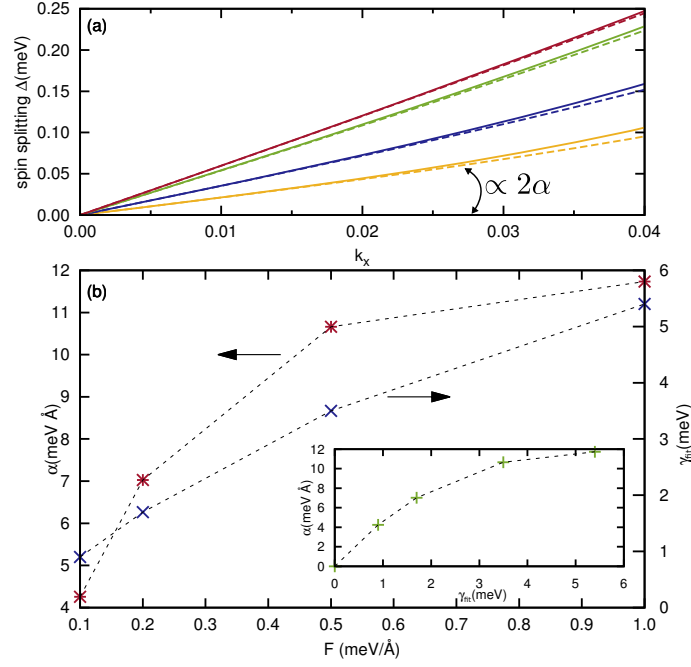 (a)
spin splitting Δ(meV)
0.25
0.20
0.15
0.10
0.05
0.00
∝ 2α
0.00 0.01 0.02 0.03 0.04
kₓ
(b)
α(meV Å)
12
11
10
9
8
7
6
5
4
γfit(meV)
6
5
4
3
2
1
0
α(meV Å)
12
10
8
6
4
2
0
0 1 2 3 4 5 6
γfit(meV)
0.1 0.2 0.3 0.4 0.5 0.6 0.7 0.8 0.9 1.0
F (meV/Å)